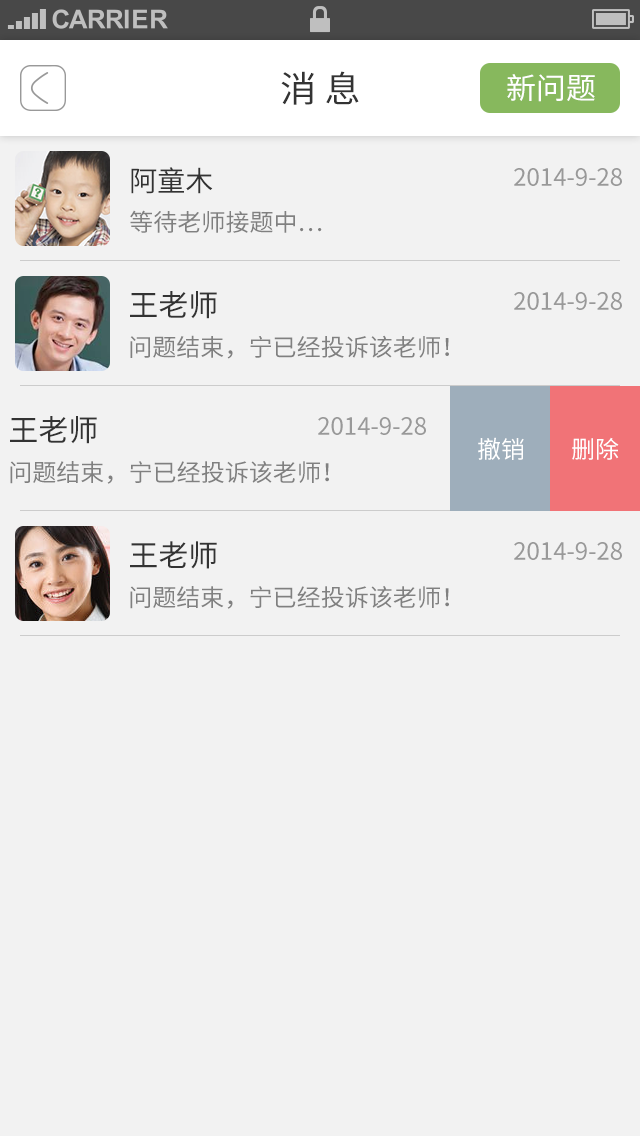 CARRIER
消息
新问题
阿童木
2014-9-28
等待老师接题中…
王老师
2014-9-28
问题结束，宁已经投诉该老师！
王老师
2014-9-28
问题结束，宁已经投诉该老师！
撤销
删除
王老师
2014-9-28
问题结束，宁已经投诉该老师！